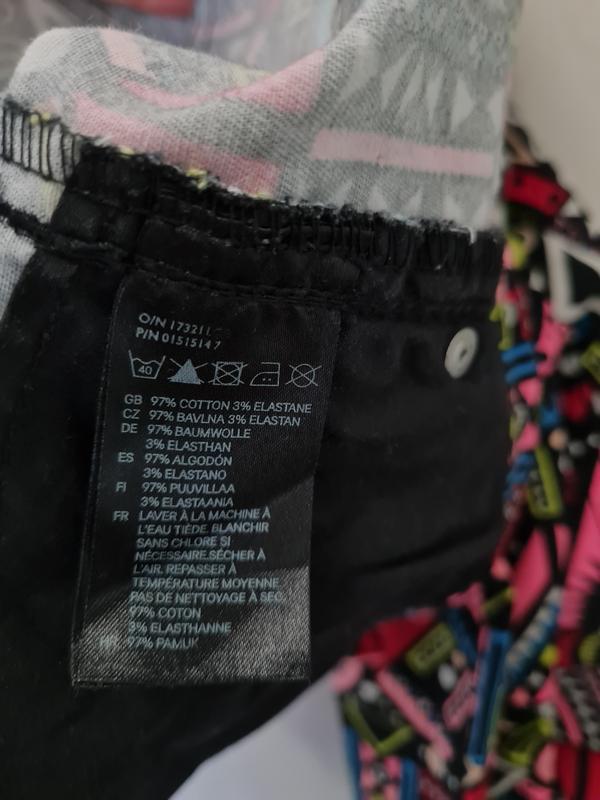 O/N 17321
P/N 0151514 7
40
GB 97% COTTON 3% ELASTANE
CZ 97% BAVLNA 3% ELASTAN
DE 97% BAUMWOLLE
3% ELASTHAN
ES 97% ALGODÓN
3% ELASTANO
FI 97% PUUVILLAA
3% ELASTAANIA
FR LAVER À LA MACHINE À
L'EAU TIÈDE. BLANCHIR
SANS CHLORE SI
NÉCESSAIRE.SÉCHER À
L'AIR. REPASSER À
TEMPÉRATURE MOYENNE.
PAS DE NETTOYAGE À SEC.
97% COTON
3% ELASTHANNE
HR 97% PAMUK